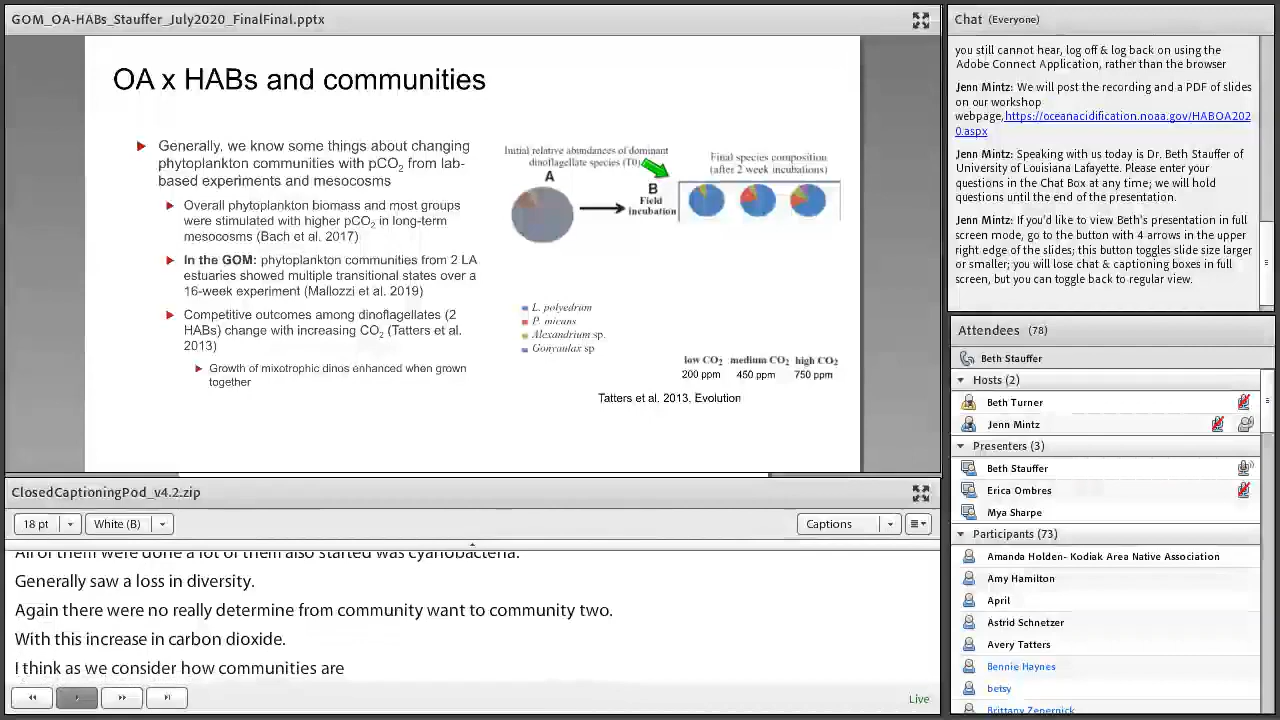 GOM_OA-HABs_Stauffer_July2020_FinalFinal.pptx
OA x HABs and communities
Generally, we know some things about changing
phytoplankton communities with pCO2 from lab-
based experiments and mesocosms
Overall phytoplankton biomass and most groups
were stimulated with higher pCO2 in long-term
mesocosms (Bach et al. 2017)
In the GOM: phytoplankton communities from 2 LA
estuaries showed multiple transitional states over a
16-week experiment (Mallozzi et al. 2019)
Competitive outcomes among dinoflagellates (2
HABs) change with increasing CO2 (Tatters et al.
2013)
Growth of mixotrophic dinos enhanced when grown
together
Initial relative abundances of dominant
dinoflagellate species (T0)
A
B
Field
incubation
Final species composition
(after 2 week incubations)
L. polyedrum
P. micans
Alexandrium sp.
Gonyaulax sp
low CO2 medium CO2 high CO2
200 ppm 450 ppm 750 ppm
Tatters et al. 2013, Evolution
ClosedCaptioningPod_v4.2.zip
18 pt
White (B)
Captions
All of them were done a lot of them also started was cyanobacteria.
Generally saw a loss in diversity.
Again there were no really determine from community want to community two.
With this increase in carbon dioxide.
I think as we consider how communities are
Live
Chat (Everyone)
you still cannot hear, log off & log back on using the
Adobe Connect Application, rather than the browser
Jenn Mintz: We will post the recording and a PDF of slides
on our workshop
webpage,https://oceanacidification.noaa.gov/HABOA202
0.aspx
Jenn Mintz: Speaking with us today is Dr. Beth Stauffer of
University of Louisiana Lafayette. Please enter your
questions in the Chat Box at any time; we will hold
questions until the end of the presentation.
Jenn Mintz: If you'd like to view Beth's presentation in full
screen mode, go to the button with 4 arrows in the upper
right edge of the slides; this button toggles slide size larger
or smaller; you will lose chat & captioning boxes in full
screen, but you can toggle back to regular view.
Attendees (78)
Beth Stauffer
Hosts (2)
Beth Turner
Jenn Mintz
Presenters (3)
Beth Stauffer
Erica Ombres
Mya Sharpe
Participants (73)
Amanda Holden- Kodiak Area Native Association
Amy Hamilton
April
Astrid Schnetzer
Avery Tatters
Bennie Haynes
betsy
Brittany Zepernick